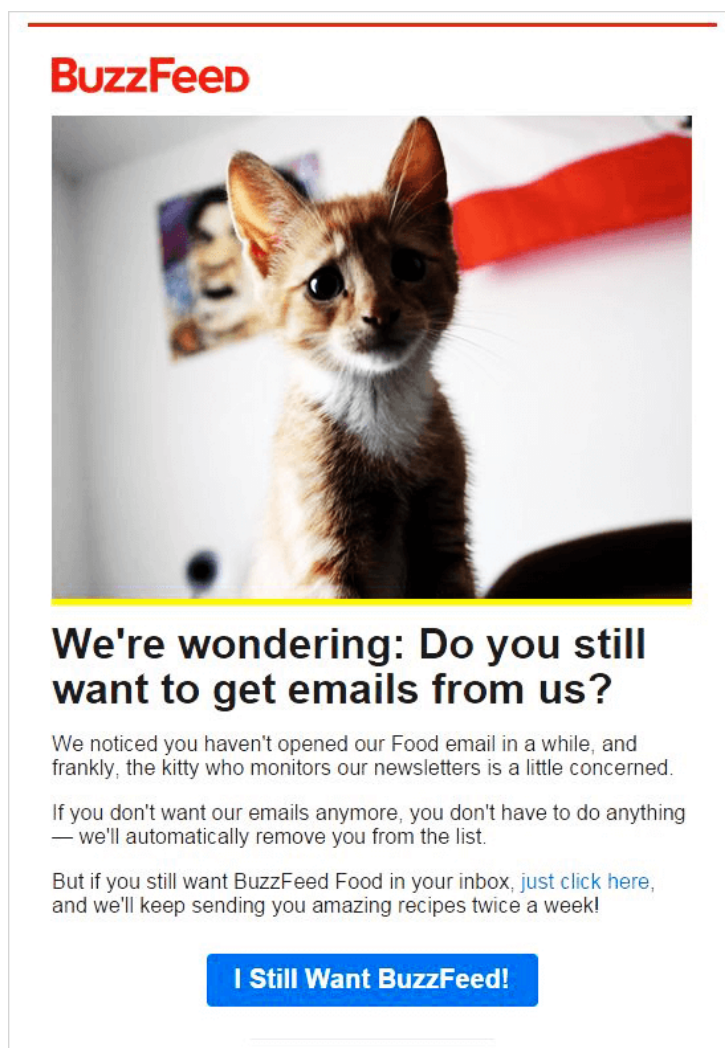 BuzzFeed
We're wondering: Do you still
want to get emails from us?
We noticed you haven't opened our Food email in a while, and
frankly, the kitty who monitors our newsletters is a little concerned.
If you don't want our emails anymore, you don't have to do anything
— we'll automatically remove you from the list.
But if you still want BuzzFeed Food in your inbox, just click here,
and we'll keep sending you amazing recipes twice a week!
I Still Want BuzzFeed!